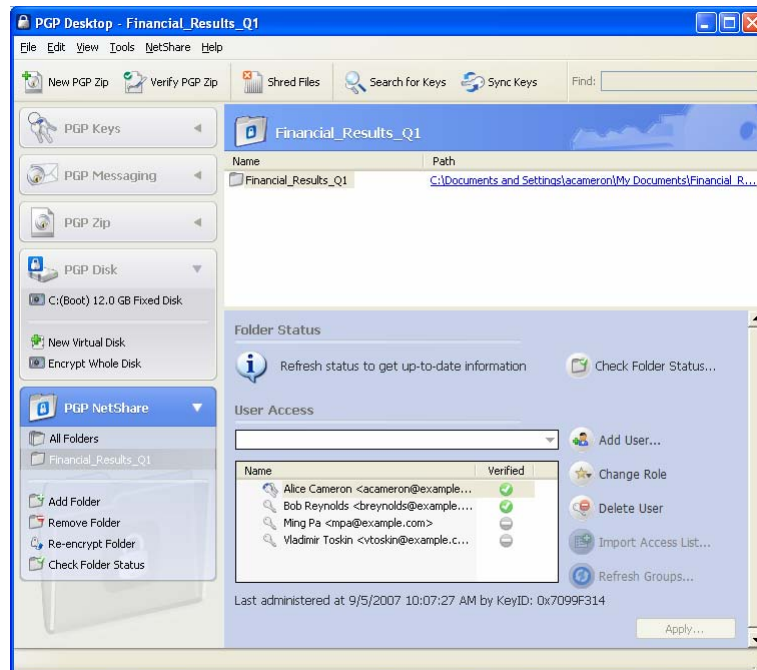 PGP Desktop - Financial_Results_Q1
File Edit View Tools NetShare Help
New PGP Zip Verify PGP Zip Shred Files Search for Keys Sync Keys Find:
PGP Keys
PGP Messaging
PGP Zip
PGP Disk
C:(Boot) 12.0 GB Fixed Disk
New Virtual Disk
Encrypt Whole Disk
PGP NetShare
All Folders
Financial_Results_Q1
Add Folder
Remove Folder
Re-encrypt Folder
Check Folder Status
Financial_Results_Q1
Name Path
Financial_Results_Q1 C:\Documents and Settings\acameron\My Documents\Financial_R...
Folder Status
Refresh status to get up-to-date information
Check Folder Status...
User Access
Add User...
Change Role
Delete User
Import Access List...
Refresh Groups...
Name Verified
Alice Cameron <acameron@example...
Bob Reynolds <breynolds@example....
Ming Pa <mpa@example.com>
Vladimir Toskin <vtoskin@example.c...
Last administered at 9/5/2007 10:07:27 AM by KeyID: 0x7099F314
Apply...